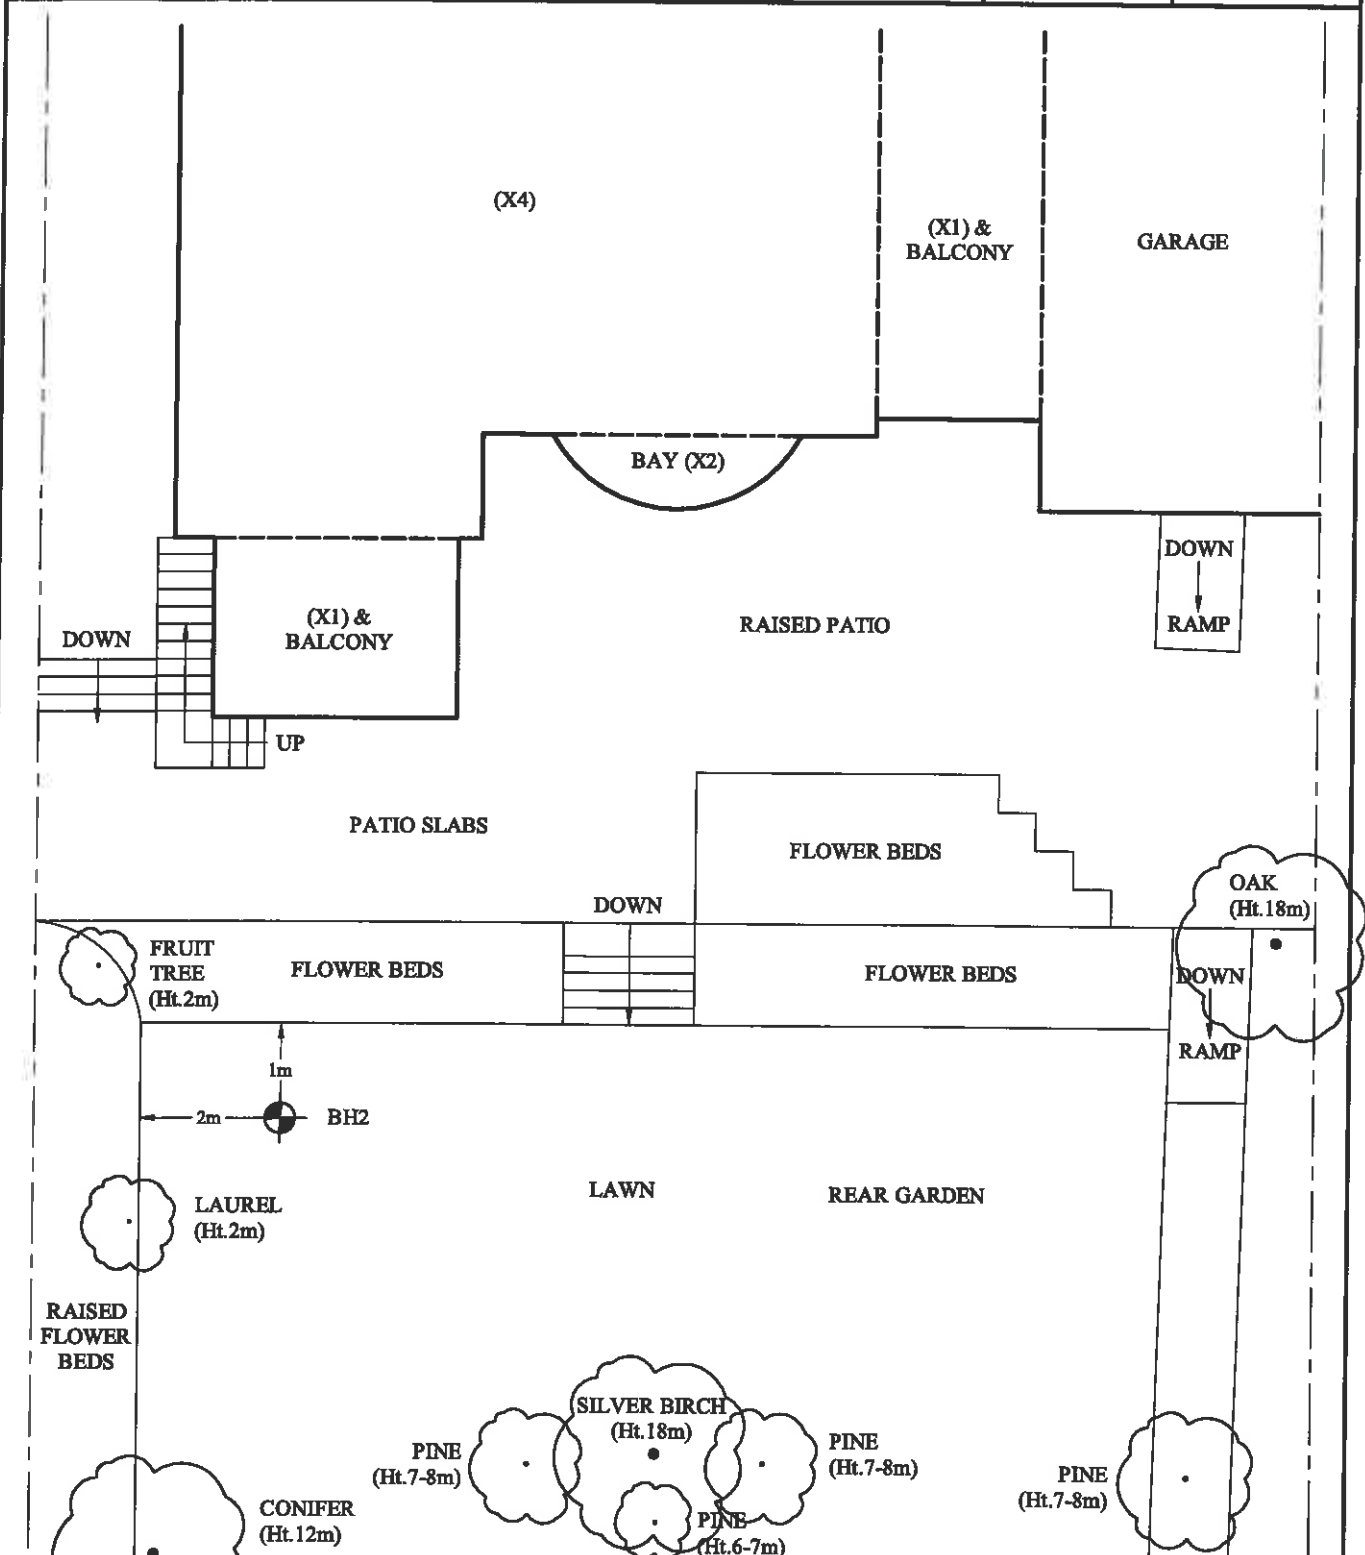 (X4)
(X1) &
BALCONY
GARAGE
BAY (X2)
DOWN
RAMP
(X1) &
BALCONY
RAISED PATIO
DOWN
UP
PATIO SLABS
FLOWER BEDS
OAK
(Ht.18m)
DOWN
FRUIT
TREE
(Ht.2m)
FLOWER BEDS
FLOWER BEDS
DOWN
RAMP
1m
2m
BH2
LAUREL
(Ht.2m)
LAWN
REAR GARDEN
RAISED
FLOWER
BEDS
SILVER BIRCH
(Ht.18m)
PINE
(Ht.7-8m)
PINE
(Ht.7-8m)
PINE
(Ht.7-8m)
CONIFER
(Ht.12m)
PINE
(Ht.6-7m)